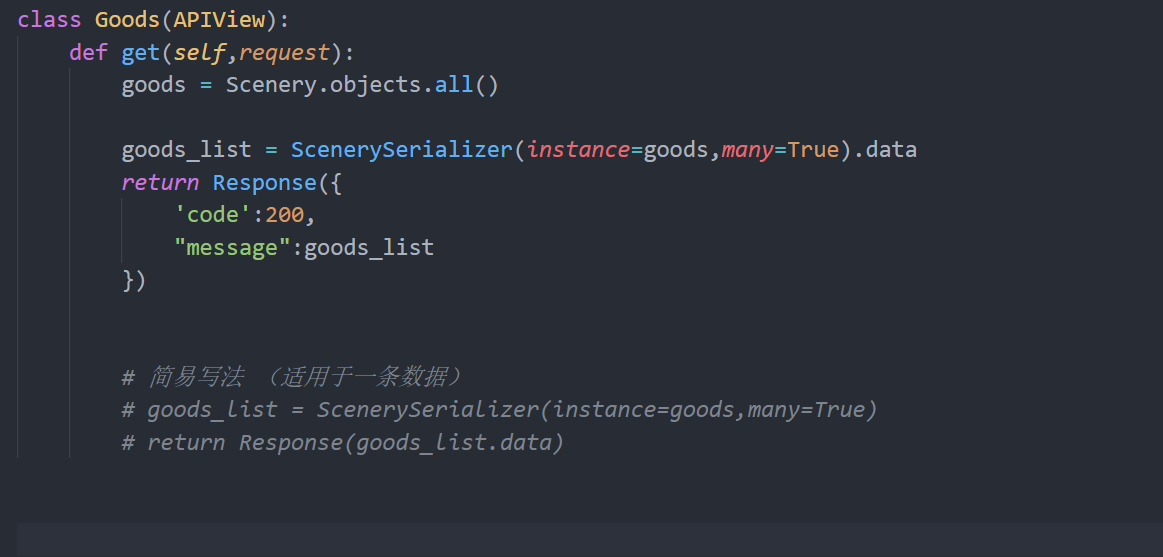 class Goods(APIView):
    def get(self,request):
        goods = Scenery.objects.all()
        goods_list = ScenerySerializer(instance=goods,many=True).data
        return Response({
            'code':200,
            "message":goods_list
        })
        # 简易写法 （适用于一条数据）
        # goods_list = ScenerySerializer(instance=goods,many=True)
        # return Response(goods_list.data)